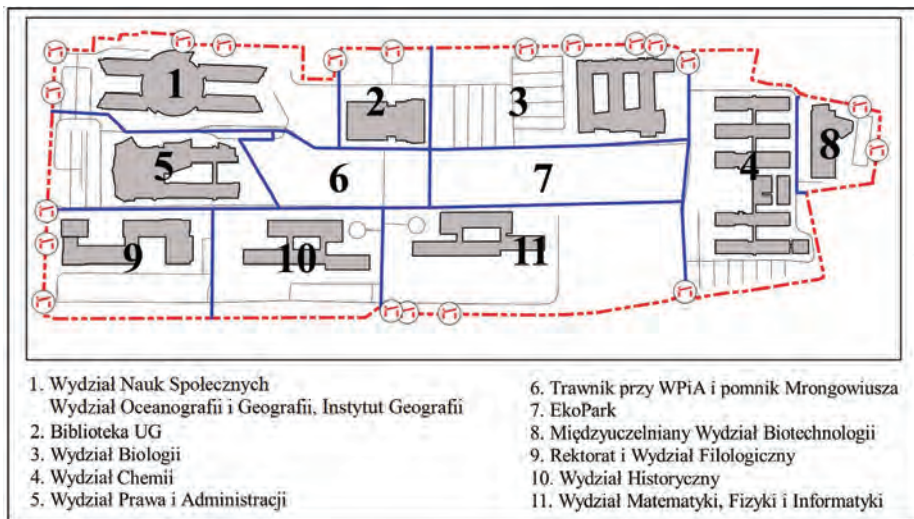 1
2
3
4
5
6
7
8
9
10
11
1. Wydział Nauk Społecznych
Wydział Oceanografii i Geografii, Instytut Geografii
2. Biblioteka UG
3. Wydział Biologii
4. Wydział Chemii
5. Wydział Prawa i Administracji
6. Trawnik przy WPiA i pomnik Mrongowiusza
7. EkoPark
8. Międzyuczelniany Wydział Biotechnologii
9. Rektorat i Wydział Filologiczny
10. Wydział Historyczny
11. Wydział Matematyki, Fizyki i Informatyki